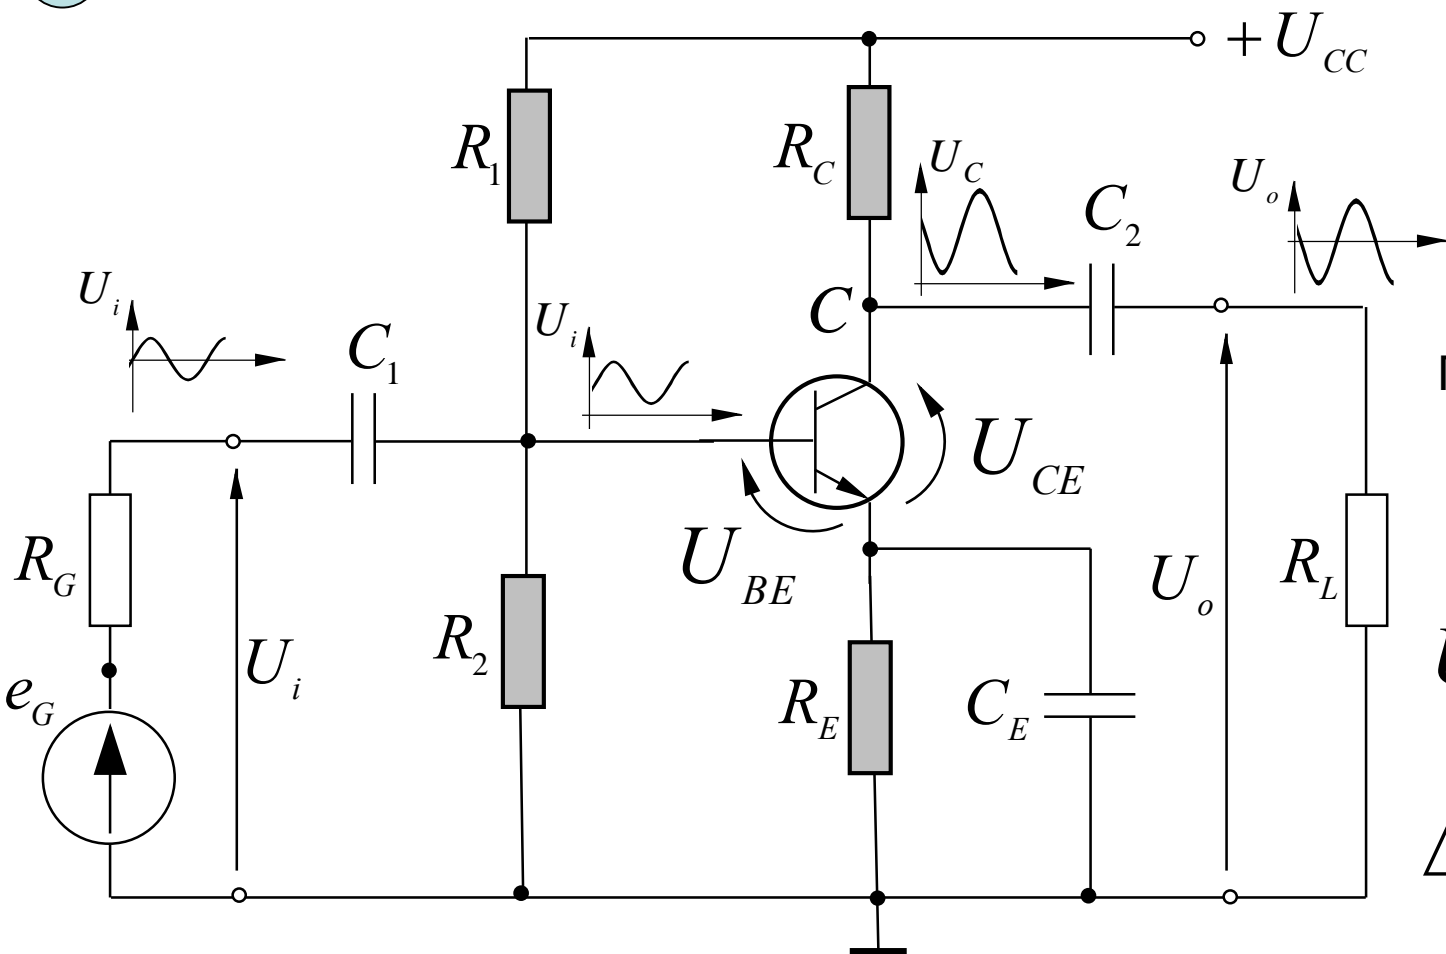 + U_CC
R_1
R_C
U_C
U_o
C_2
U_i
U_i
C
C_1
U_CE
U_BE
R_G
U_o
R_L
R_2
U_i
e_G
R_E
C_E